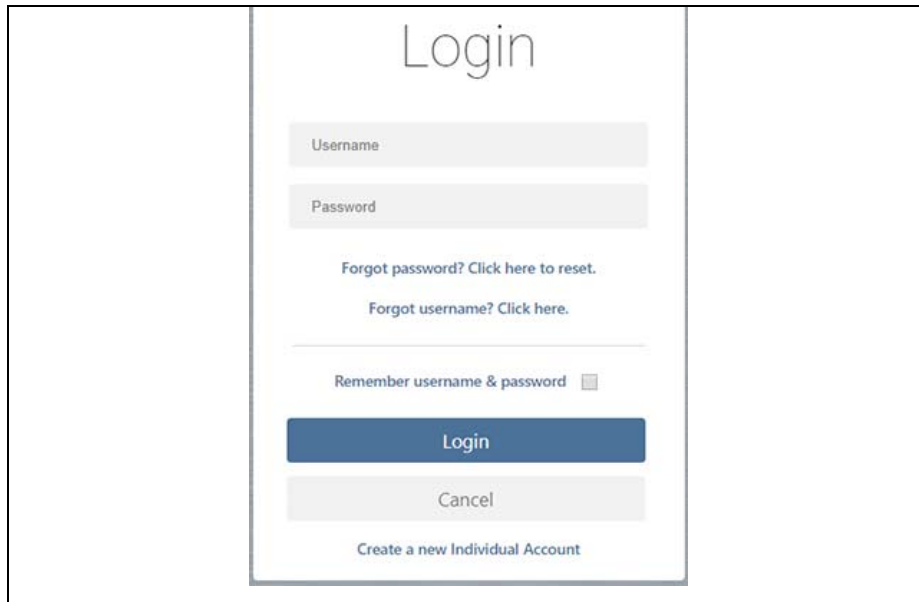 Login
Username
Password
Forgot password? Click here to reset.
Forgot username? Click here.
Remember username & password
Login
Cancel
Create a new Individual Account